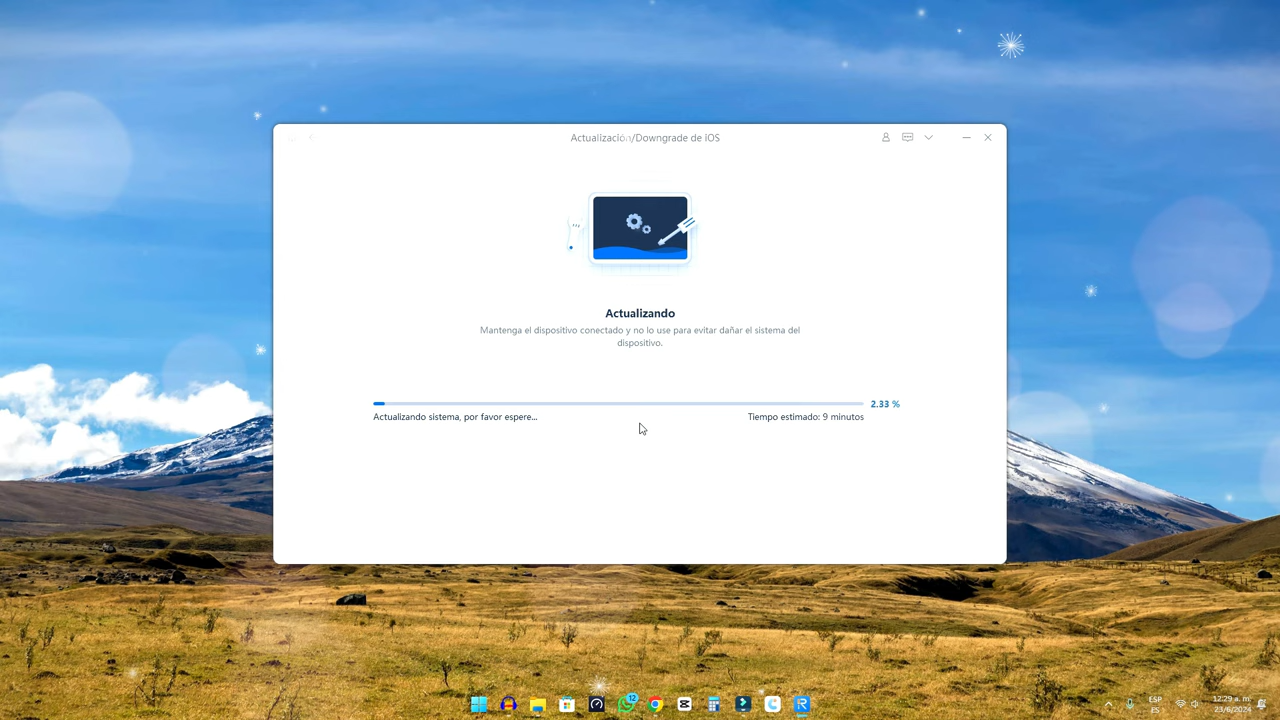 Actualización/Downgrade de iOS
Actualizando
Mantenga el dispositivo conectado y no lo use para evitar dañar el sistema del
dispositivo.
2.33 %
Actualizando sistema, por favor espere...
Tiempo estimado: 9 minutos
12
ESP
ES
12:29 a. m.
23/6/2024